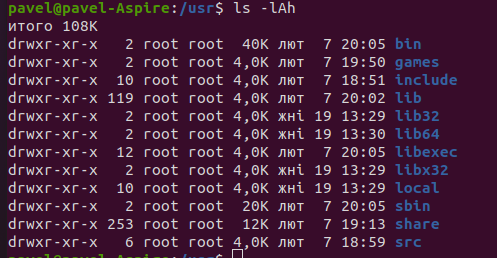 pavel@pavel-Aspire:/usr$ ls -lAh
итого 108K
drwxr-xr-x   2 root root  40K лют  7 20:05 bin
drwxr-xr-x   2 root root 4,0K лют  7 19:50 games
drwxr-xr-x  10 root root 4,0K лют  7 18:51 include
drwxr-xr-x 119 root root 4,0K лют  7 20:02 lib
drwxr-xr-x   2 root root 4,0K жні 19 13:29 lib32
drwxr-xr-x   2 root root 4,0K жні 19 13:30 lib64
drwxr-xr-x  12 root root 4,0K лют  7 20:05 libexec
drwxr-xr-x   2 root root 4,0K жні 19 13:29 libx32
drwxr-xr-x  10 root root 4,0K жні 19 13:29 local
drwxr-xr-x   2 root root  20K лют  7 20:05 sbin
drwxr-xr-x 253 root root  12K лют  7 19:13 share
drwxr-xr-x   6 root root 4,0K лют  7 18:59 src
pavel@pavel-Aspire:/usr$